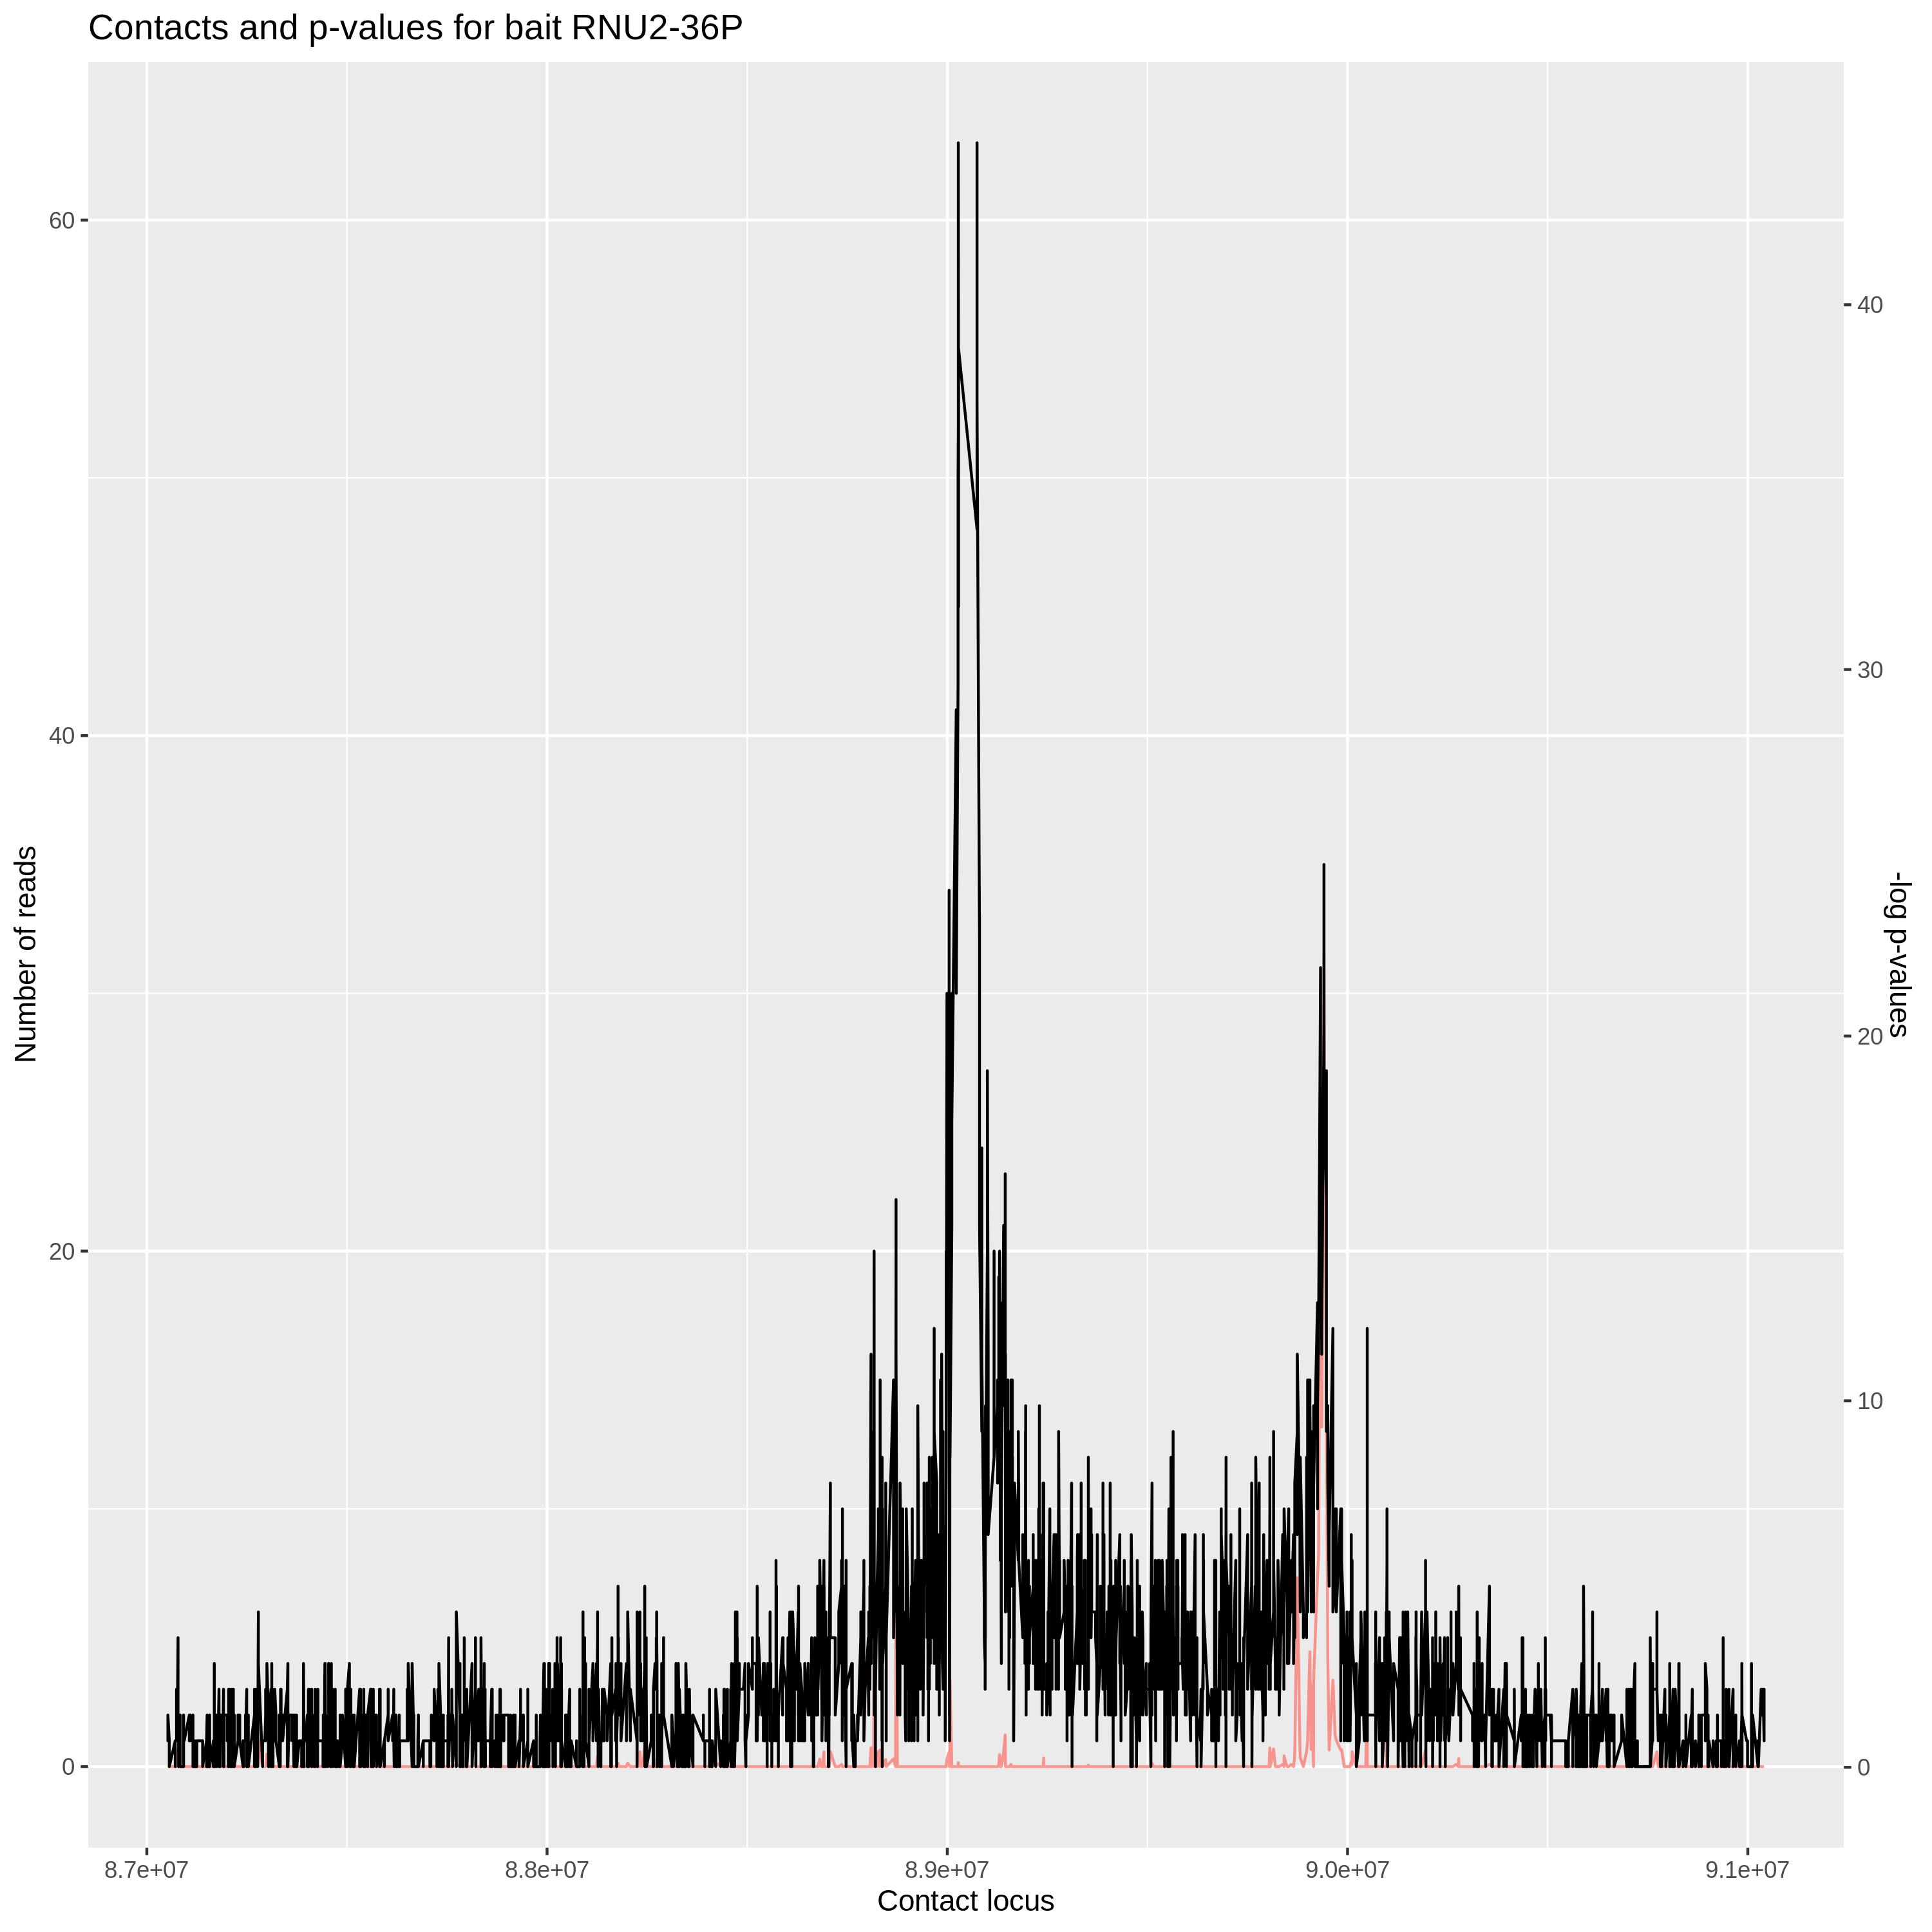 Contacts and p-values for bait RNU2-36P
60
40
20
0
Number of reads
40
30
20
10
0
-log p-values
8.7e+07 8.8e+07 8.9e+07 9.0e+07 9.1e+07
Contact locus